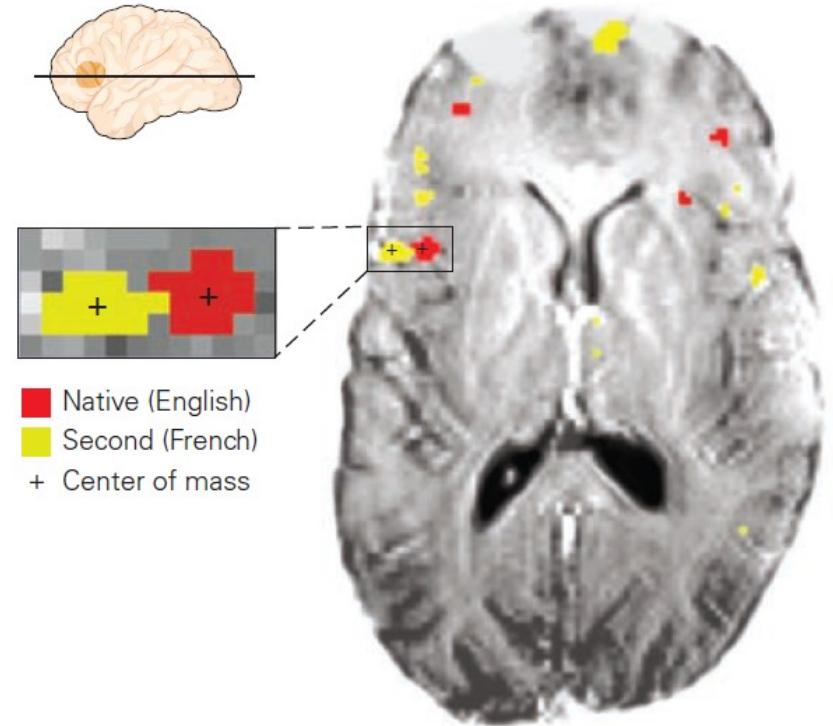 Native (English)
Second (French)
+ Center of mass